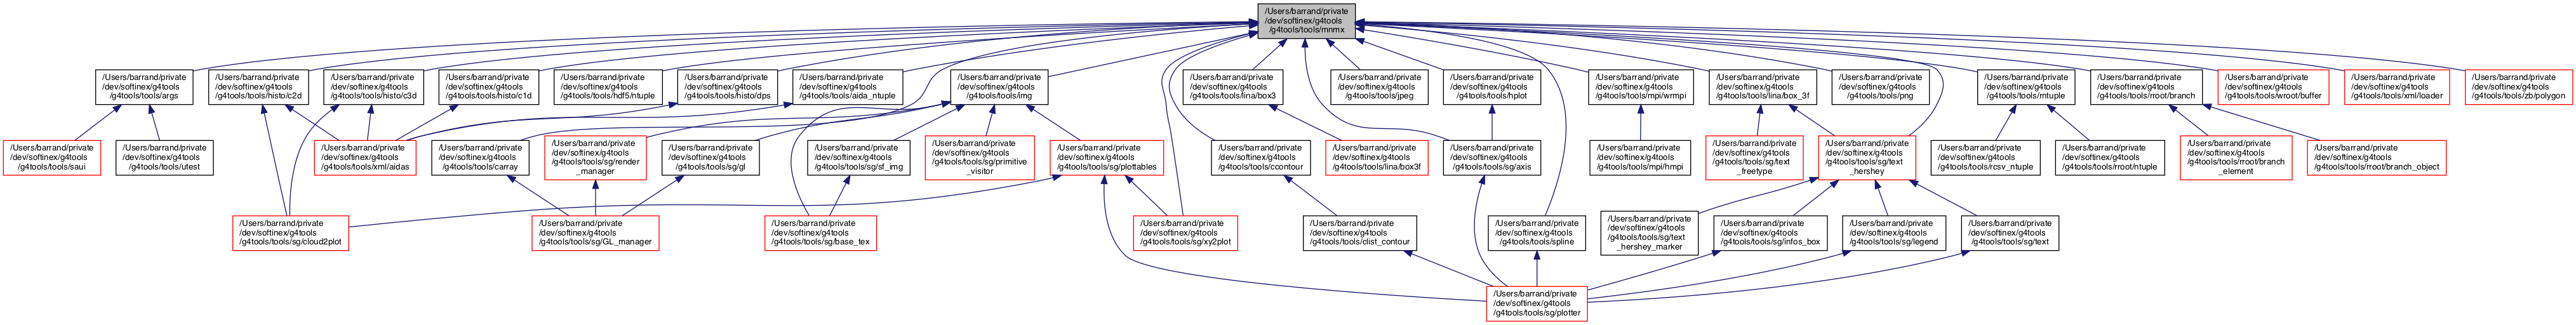 /Users/barrand/private
/dev/softinex/g4tools
/g4tools/tools/mnmx
/Users/barrand/private
/dev/softinex/g4tools
/g4tools/tools/args
/Users/barrand/private
/dev/softinex/g4tools
/g4tools/tools/histo/c2d
/Users/barrand/private
/dev/softinex/g4tools
/g4tools/tools/histo/c3d
/Users/barrand/private
/dev/softinex/g4tools
/g4tools/tools/histo/c1d
/Users/barrand/private
/dev/softinex/g4tools
/g4tools/tools/hdf5/ntuple
/Users/barrand/private
/dev/softinex/g4tools
/g4tools/tools/histo/dps
/Users/barrand/private
/dev/softinex/g4tools
/g4tools/tools/aida_ntuple
/Users/barrand/private
/dev/softinex/g4tools
/g4tools/tools/img
/Users/barrand/private
/dev/softinex/g4tools
/g4tools/tools/lina/box3
/Users/barrand/private
/dev/softinex/g4tools
/g4tools/tools/jpeg
/Users/barrand/private
/dev/softinex/g4tools
/g4tools/tools/hplot
/Users/barrand/private
/dev/softinex/g4tools
/g4tools/tools/mpi/wrmpi
/Users/barrand/private
/dev/softinex/g4tools
/g4tools/tools/lina/box_3f
/Users/barrand/private
/dev/softinex/g4tools
/g4tools/tools/png
/Users/barrand/private
/dev/softinex/g4tools
/g4tools/tools/mtuple
/Users/barrand/private
/dev/softinex/g4tools
/g4tools/tools/rroot/branch
/Users/barrand/private
/dev/softinex/g4tools
/g4tools/tools/wroot/buffer
/Users/barrand/private
/dev/softinex/g4tools
/g4tools/tools/xml/loader
/Users/barrand/private
/dev/softinex/g4tools
/g4tools/tools/zb/polygon
/Users/barrand/private
/dev/softinex/g4tools
/g4tools/tools/saui
/Users/barrand/private
/dev/softinex/g4tools
/g4tools/tools/utest
/Users/barrand/private
/dev/softinex/g4tools
/g4tools/tools/xml/aidas
/Users/barrand/private
/dev/softinex/g4tools
/g4tools/tools/carray
/Users/barrand/private
/dev/softinex/g4tools
/g4tools/tools/sg/render
_manager
/Users/barrand/private
/dev/softinex/g4tools
/g4tools/tools/sg/gl
/Users/barrand/private
/dev/softinex/g4tools
/g4tools/tools/sg/sf_img
/Users/barrand/private
/dev/softinex/g4tools
/g4tools/tools/sg/primitive
_visitor
/Users/barrand/private
/dev/softinex/g4tools
/g4tools/tools/sg/plottables
/Users/barrand/private
/dev/softinex/g4tools
/g4tools/tools/contour
/Users/barrand/private
/dev/softinex/g4tools
/g4tools/tools/lina/box3f
/Users/barrand/private
/dev/softinex/g4tools
/g4tools/tools/sg/axis
/Users/barrand/private
/dev/softinex/g4tools
/g4tools/tools/mpi/hmpi
/Users/barrand/private
/dev/softinex/g4tools
/g4tools/tools/sg/text
_freetype
/Users/barrand/private
/dev/softinex/g4tools
/g4tools/tools/sg/text
_hershey
/Users/barrand/private
/dev/softinex/g4tools
/g4tools/tools/rcsv_ntuple
/Users/barrand/private
/dev/softinex/g4tools
/g4tools/tools/rroot/ntuple
/Users/barrand/private
/dev/softinex/g4tools
/g4tools/tools/rroot/branch
_element
/Users/barrand/private
/dev/softinex/g4tools
/g4tools/tools/rroot/branch_object
/Users/barrand/private
/dev/softinex/g4tools
/g4tools/tools/sg/cloud2plot
/Users/barrand/private
/dev/softinex/g4tools
/g4tools/tools/sg/GL_manager
/Users/barrand/private
/dev/softinex/g4tools
/g4tools/tools/sg/base_tex
/Users/barrand/private
/dev/softinex/g4tools
/g4tools/tools/sg/xy2plot
/Users/barrand/private
/dev/softinex/g4tools
/g4tools/tools/clist_contour
/Users/barrand/private
/dev/softinex/g4tools
/g4tools/tools/spline
/Users/barrand/private
/dev/softinex/g4tools
/g4tools/tools/sg/text
_hershey_marker
/Users/barrand/private
/dev/softinex/g4tools
/g4tools/tools/sg/infos_box
/Users/barrand/private
/dev/softinex/g4tools
/g4tools/tools/sg/legend
/Users/barrand/private
/dev/softinex/g4tools
/g4tools/tools/sg/text
/Users/barrand/private
/dev/softinex/g4tools
/g4tools/tools/sg/plotter